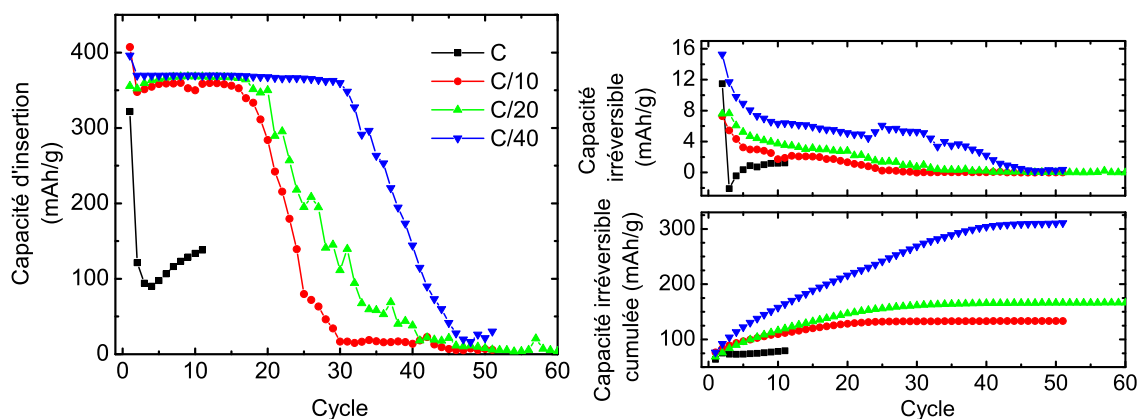 Capacité d'insertion
(mAh/g)
400
300
200
100
0
C
C/10
C/20
C/40
0 10 20 30 40 50 60
Cycle
Capacité
irréversible
(mAh/g)
16
12
8
4
0
Capacité irréversible
cumulée (mAh/g)
300
200
100
0 10 20 30 40 50 60
Cycle